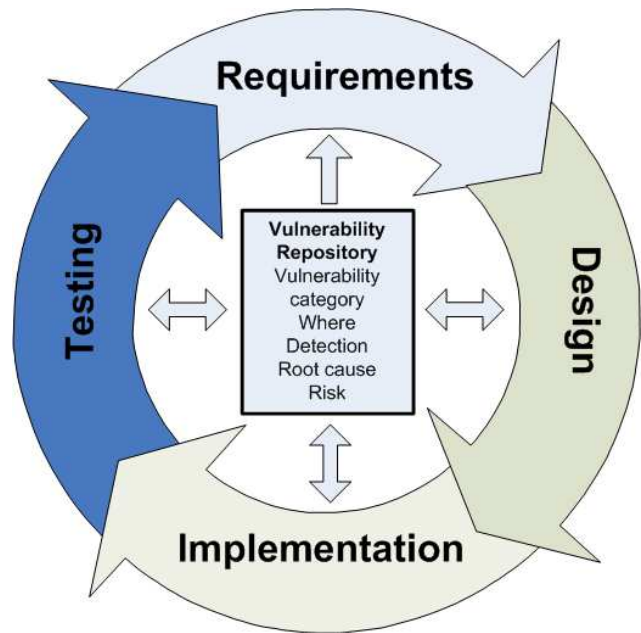 Requirements
Design
Implementation
Testing
Vulnerability
Repository
Vulnerability
category
Where
Detection
Root cause
Risk